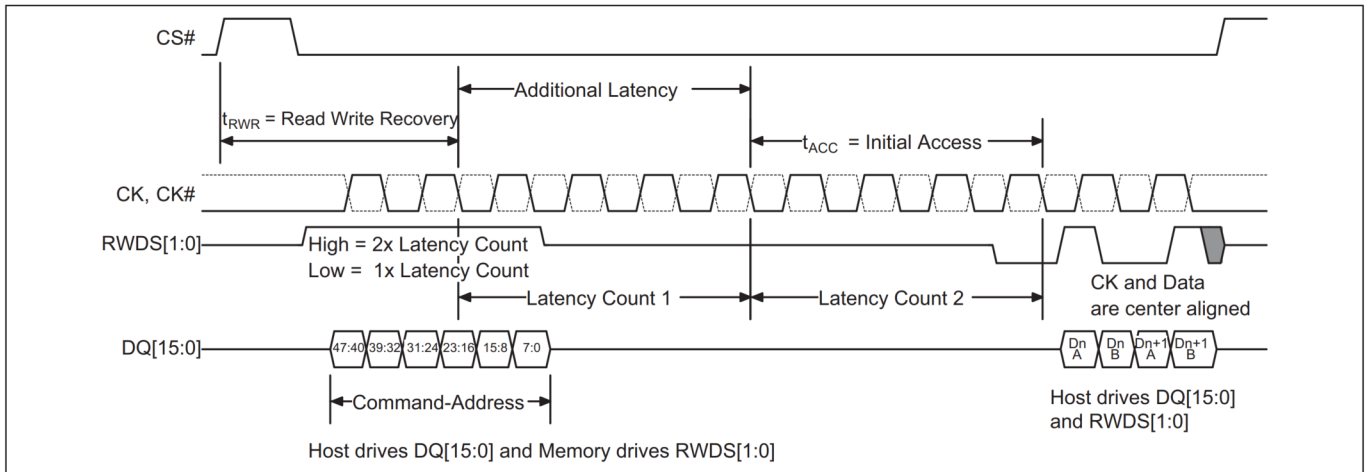 CS#
Additional Latency
tRWR = Read Write Recovery
tACC = Initial Access
CK, CK#
RWDS[1:0]
High = 2x Latency Count
Low = 1x Latency Count
CK and Data
are center aligned
Latency Count 1
Latency Count 2
DQ[15:0]
47:40 39:32 31:24 23:16 15:8 7:0
Dn Dn Dn+1 Dn+1
A B A B
Command-Address
Host drives DQ[15:0]
and RWDS[1:0]
Host drives DQ[15:0] and Memory drives RWDS[1:0]